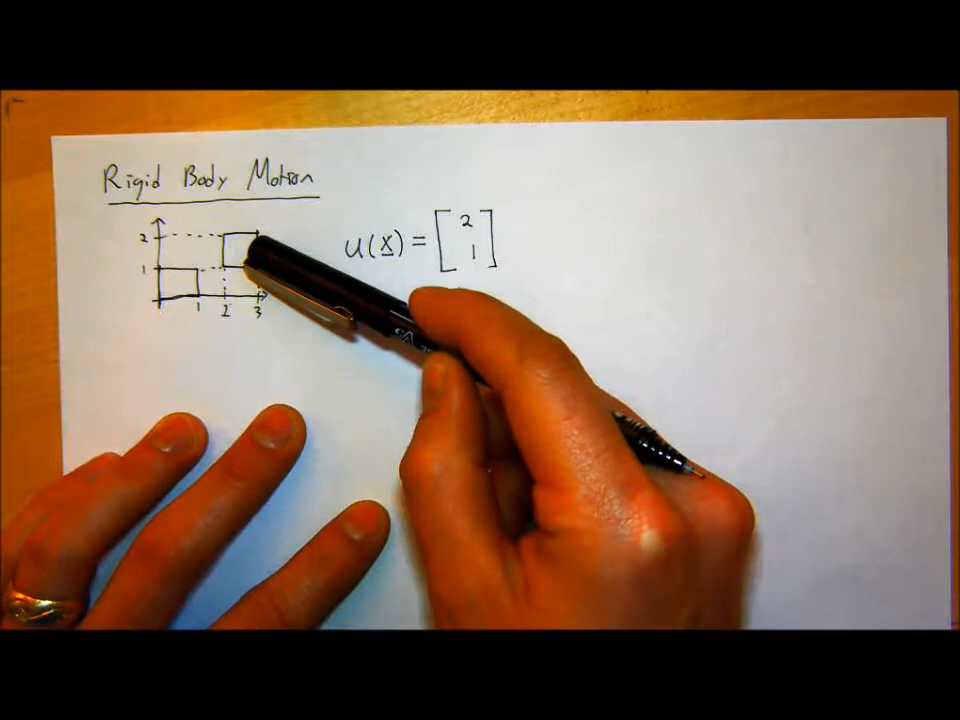 Rigid Body Motion
2
1
1 2 3
u(x) = [2
1]